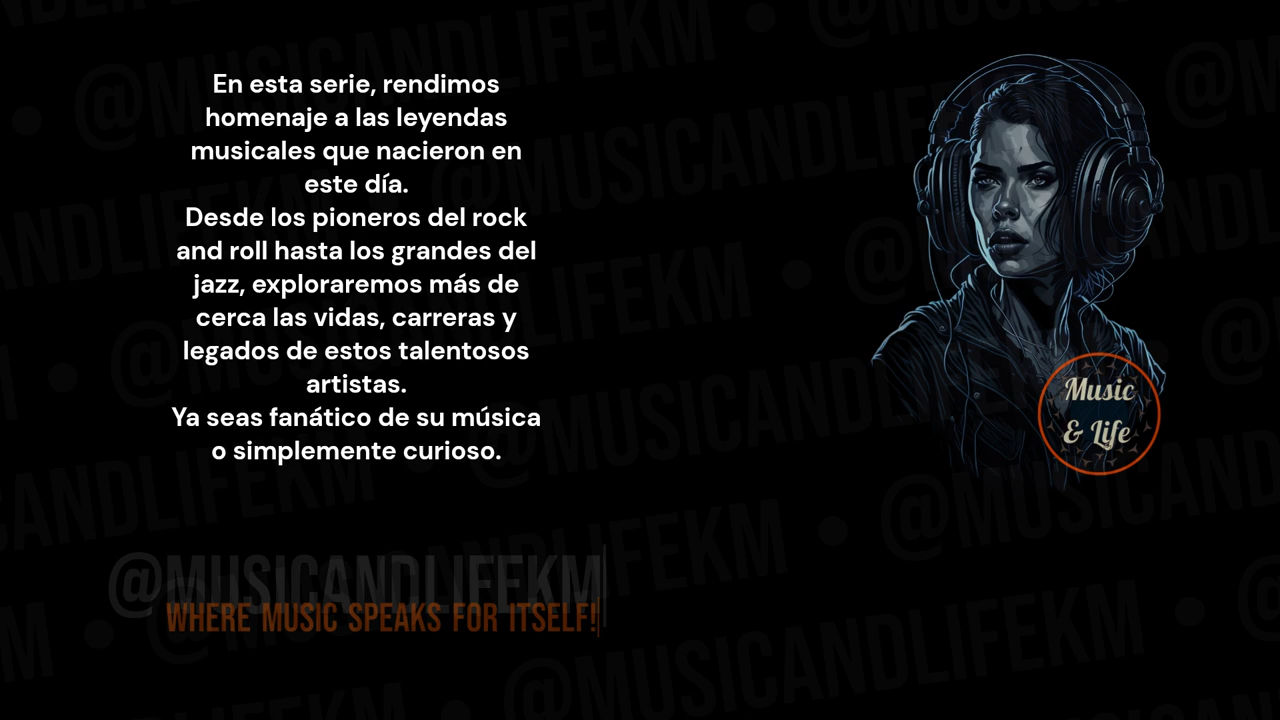 En esta serie, rendimos
homenaje a las leyendas
musicales que nacieron en
este día.
Desde los pioneros del rock
and roll hasta los grandes del
jazz, exploraremos más de
cerca las vidas, carreras y
legados de estos talentosos
artistas.
Ya seas fanático de su música
o simplemente curioso.
Music
& Life
@MUSICANDLIFEKM
WHERE MUSIC SPEAKS FOR ITSELF!